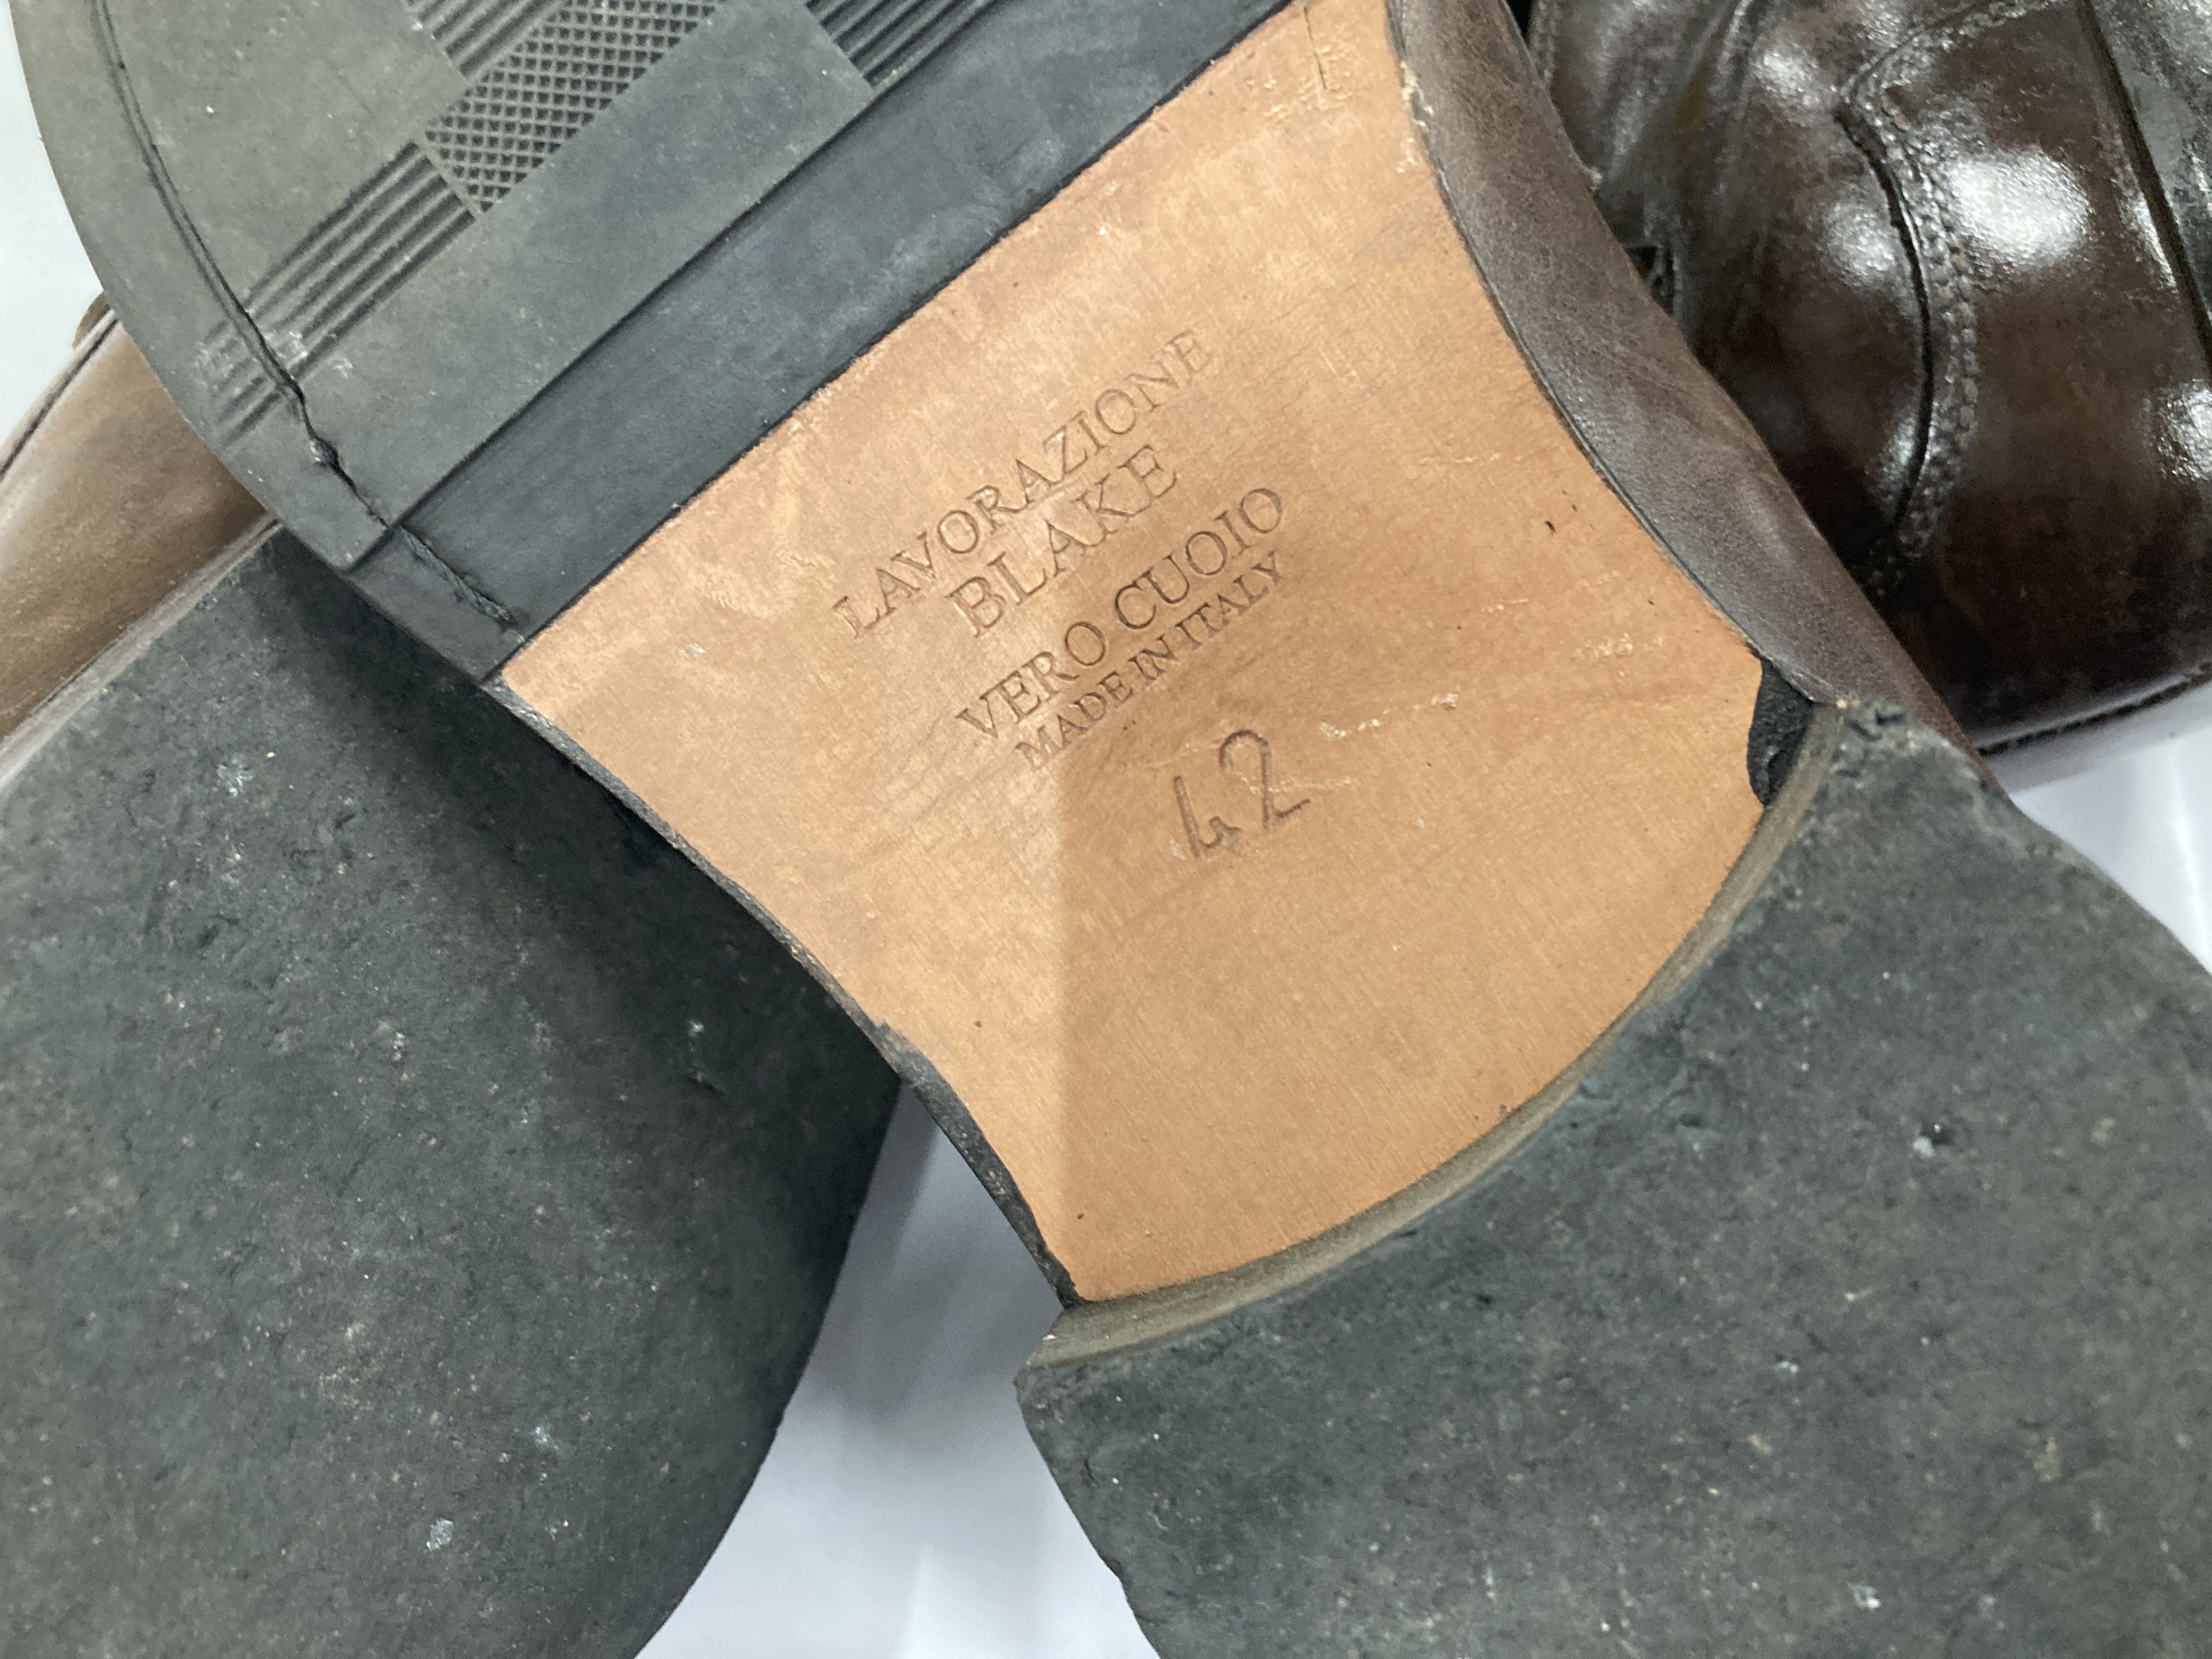 LAVORAZIONE
BLAKE
VERO CUOIO
MADE IN ITALY
42